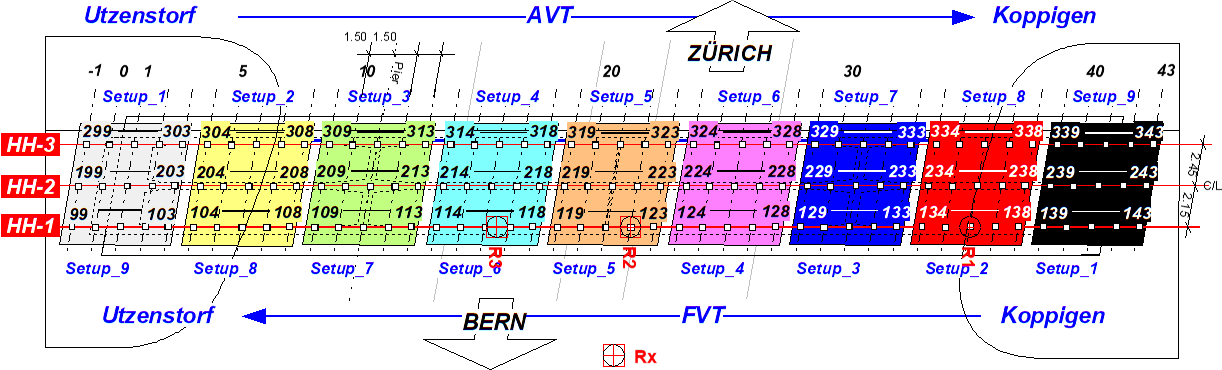 Utzenstorf AVT Koppigen
ZÜRICH
1.50 1.50
Pier
-1 0 1 5 10 20 30 40 43
Setup_1 Setup_2 Setup_3 Setup_4 Setup_5 Setup_6 Setup_7 Setup_8 Setup_9
299 303 304 308 309 313 314 318 319 323 324 328 329 333 334 338 339 343
HH-3
199 203 204 208 209 213 214 218 219 223 224 228 229 233 234 238 239 243
HH-2
2.45
C/L
2.15
99 103 104 108 109 113 114 118 119 123 124 128 129 133 134 138 139 143
HH-1
R3 R2 R1
Setup_9 Setup_8 Setup_7 Setup_6 Setup_5 Setup_4 Setup_3 Setup_2 Setup_1
Utzenstorf FVT Koppigen
BERN
Rx